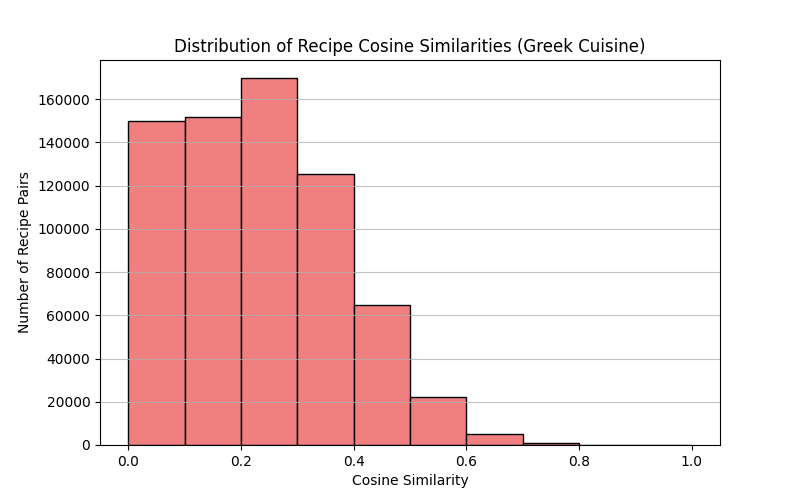 Distribution of Recipe Cosine Similarities (Greek Cuisine)
Number of Recipe Pairs
160000
140000
120000
100000
80000
60000
40000
20000
0
0.0 0.2 0.4 0.6 0.8 1.0
Cosine Similarity